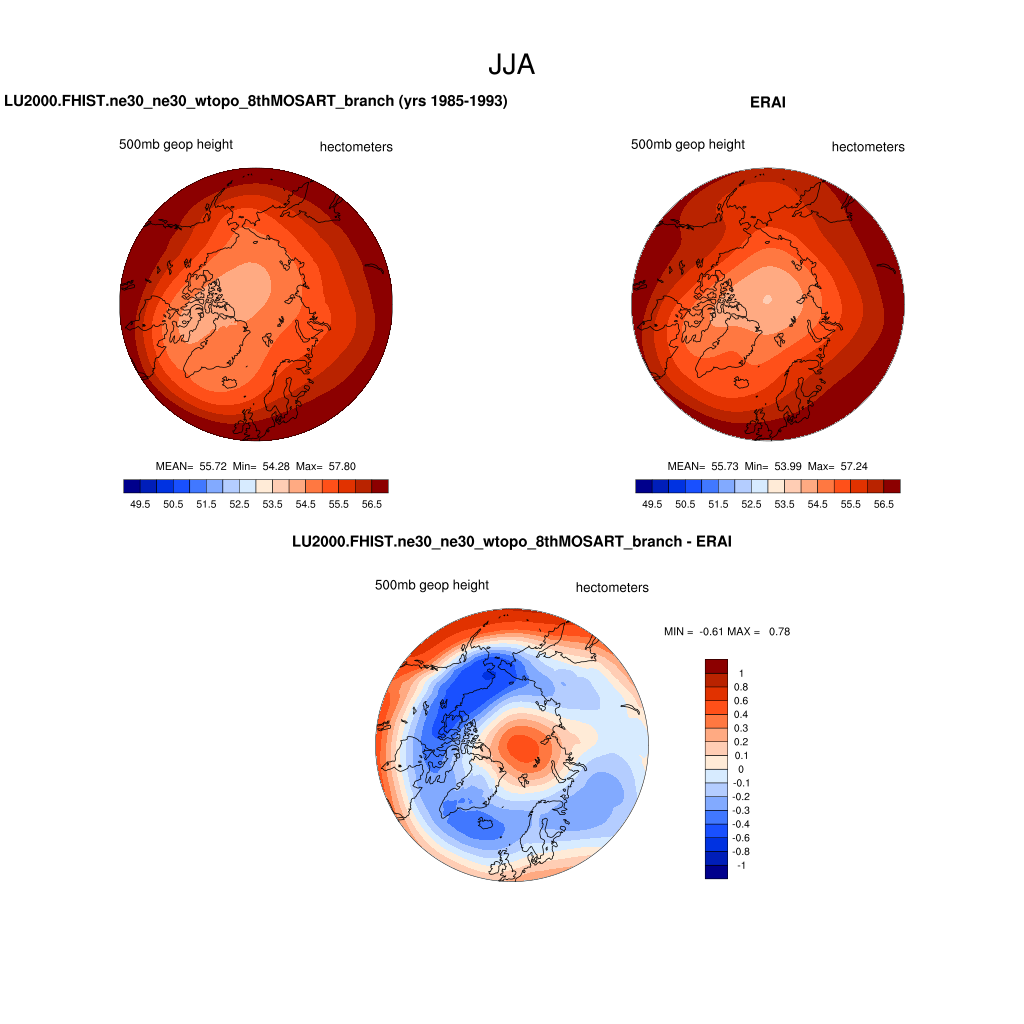 JJA
LU2000.FHIST.ne30_ne30_wtopo_8thMOSART_branch (yrs 1985-1993)
ERAI
500mb geop height
hectometers
500mb geop height
hectometers
MEAN= 55.72 Min= 54.28 Max= 57.80
MEAN= 55.73 Min= 53.99 Max= 57.24
49.5 50.5 51.5 52.5 53.5 54.5 55.5 56.5
49.5 50.5 51.5 52.5 53.5 54.5 55.5 56.5
LU2000.FHIST.ne30_ne30_wtopo_8thMOSART_branch - ERAI
500mb geop height
hectometers
MIN = -0.61 MAX = 0.78
1
0.8
0.6
0.4
0.3
0.2
0.1
0
-0.1
-0.2
-0.3
-0.4
-0.6
-0.8
-1